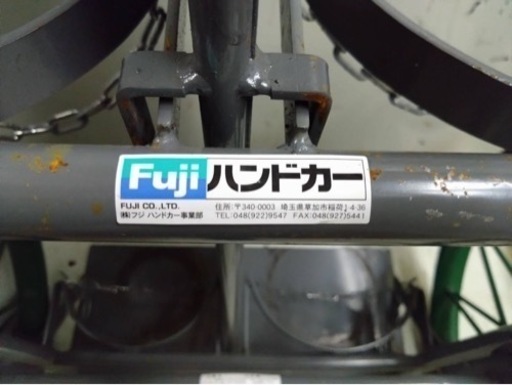 Fuji ハンドカー
FUJI CO.,LTD. 住所:〒340-0003 埼玉県草加市稲荷1-4-36
㈱フジ ハンドカー事業部 TEL/048(922)9547 FAX/048(927)5441